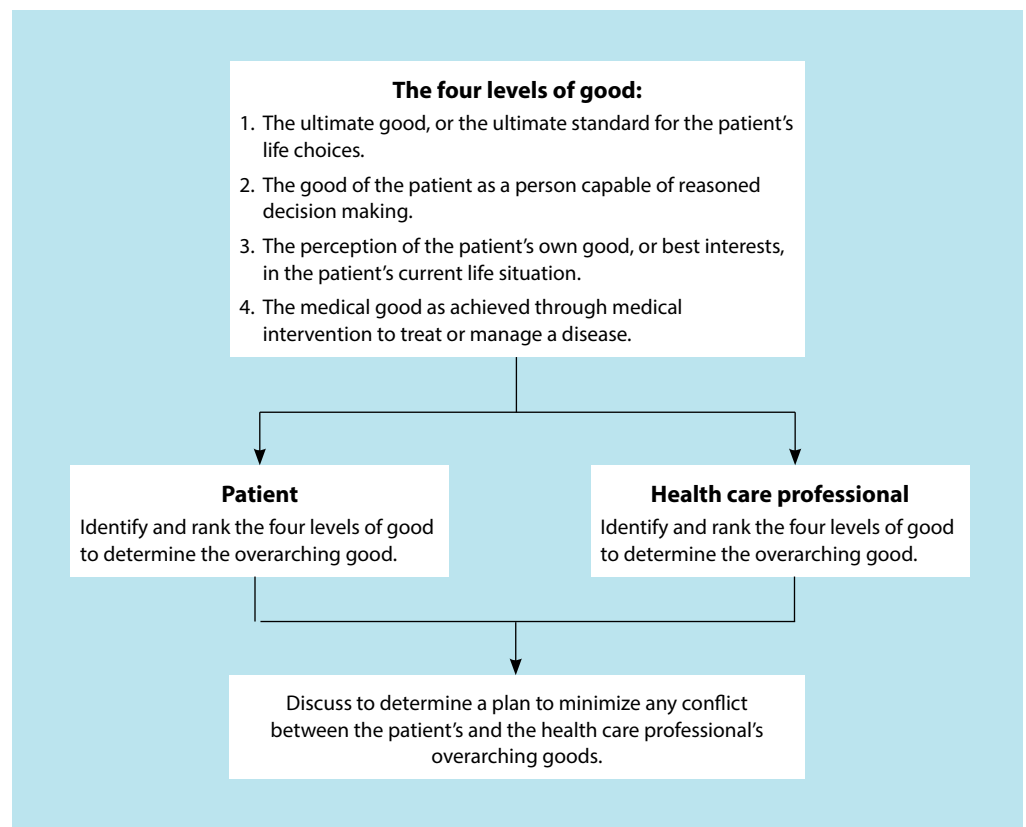 The four levels of good:
1. The ultimate good, or the ultimate standard for the patient’s
life choices.
2. The good of the patient as a person capable of reasoned
decision making.
3. The perception of the patient’s own good, or best interests,
in the patient’s current life situation.
4. The medical good as achieved through medical
intervention to treat or manage a disease.
Patient
Identify and rank the four levels of good
to determine the overarching good.
Health care professional
Identify and rank the four levels of good
to determine the overarching good.
Discuss to determine a plan to minimize any conflict
between the patient’s and the health care professional’s
overarching goods.